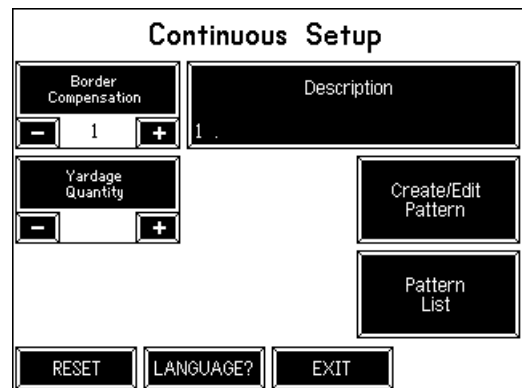 Continuous Setup
Border
Compensation
- 1 +
Description
1 .
Yardage
Quantity
- +
Create/Edit
Pattern
Pattern
List
RESET LANGUAGE? EXIT